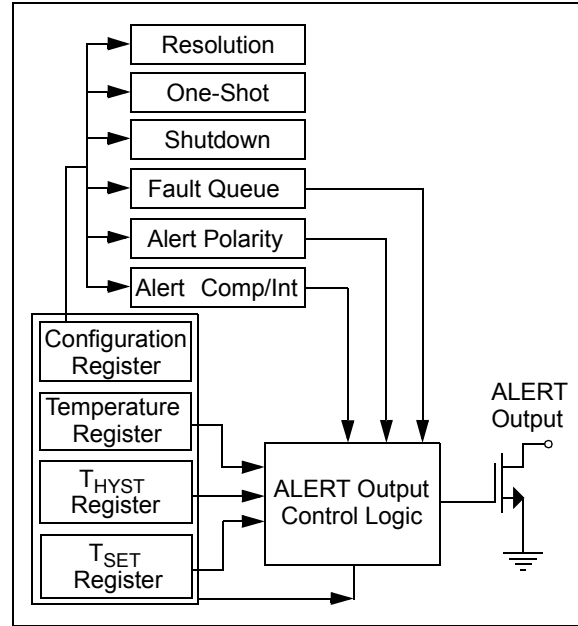 Resolution
One-Shot
Shutdown
Fault Queue
Alert Polarity
Alert Comp/Int
Configuration
Register
Temperature
Register
THYST
Register
TSET
Register
ALERT Output
Control Logic
ALERT
Output